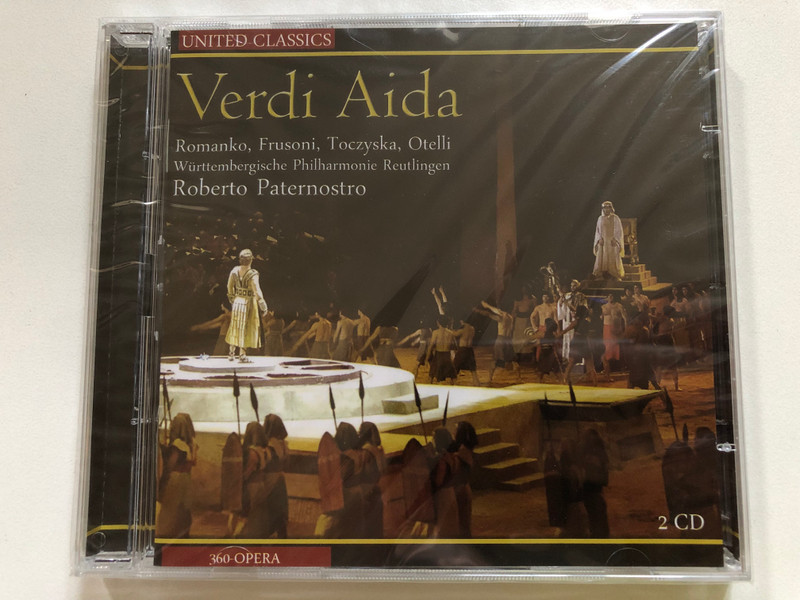 UNITED CLASSICS
Verdi Aida
Romanko, Frusoni, Toczyska, Otelli
Württembergische Philharmonie Reutlingen
Roberto Paternostro
2 CD
360-OPERA